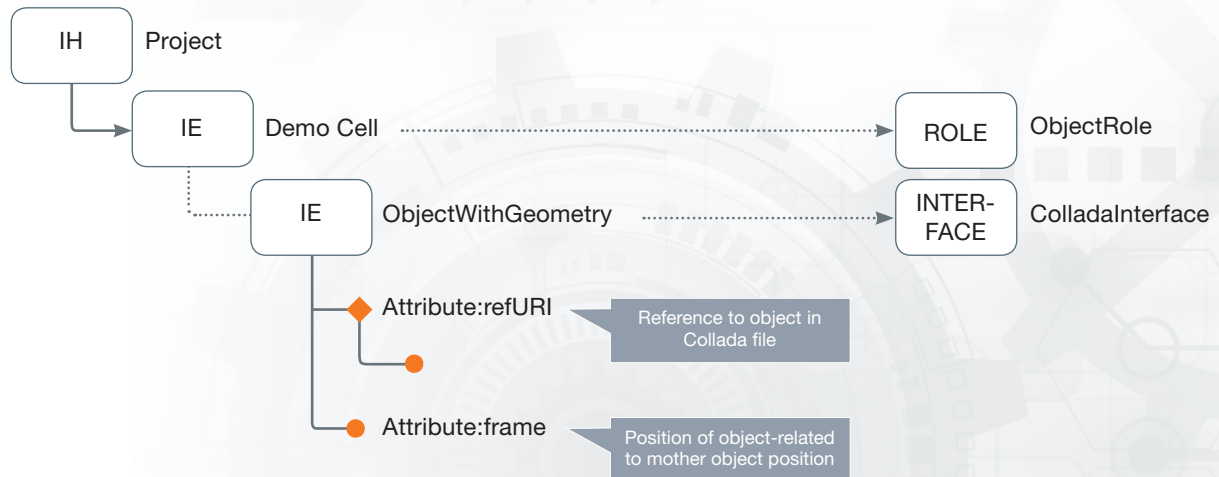 IH Project
IE Demo Cell
ROLE ObjectRole
IE ObjectWithGeometry
INTER-
FACE
ColladaInterface
Attribute:refURI
Reference to object in
Collada file
Attribute:frame
Position of object-related
to mother object position